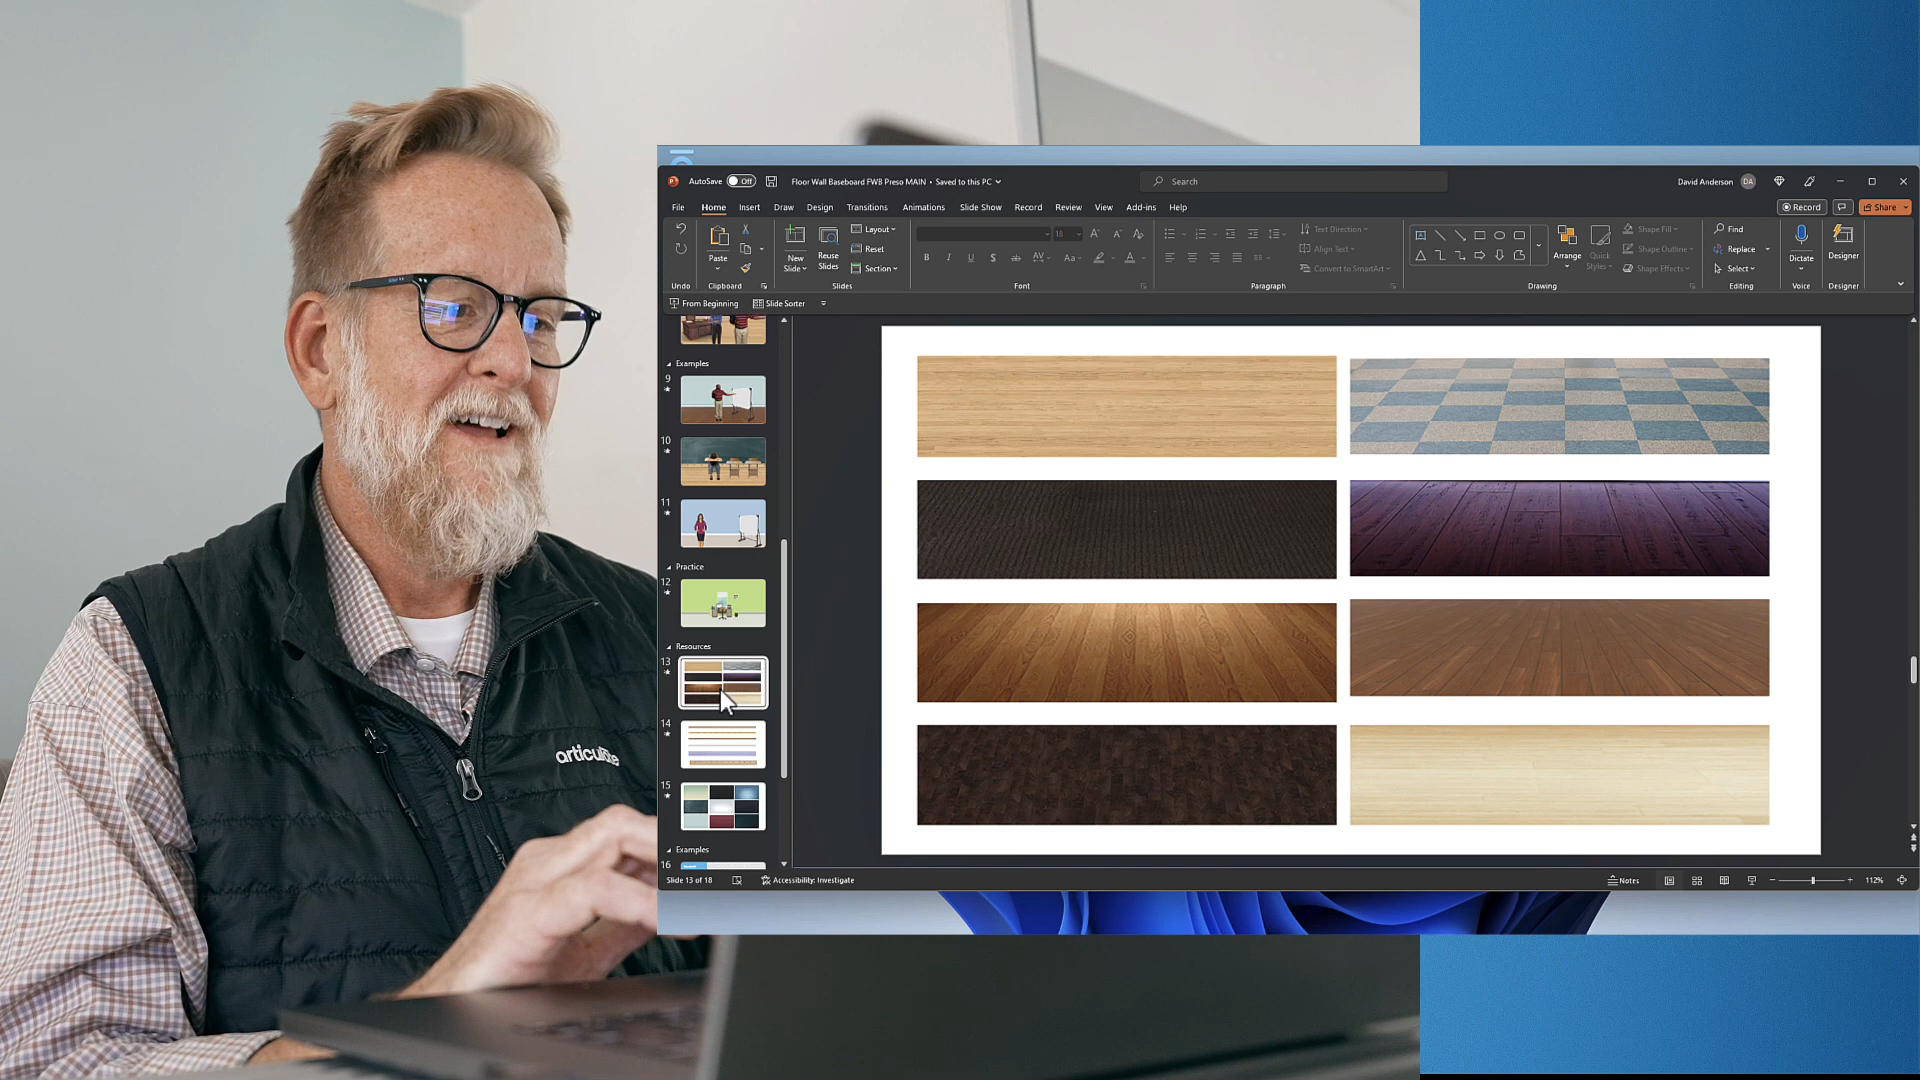 AutoSave Off Floor Wall Baseboard FWB Preso MAIN • Saved to this PC Search David Anderson DA
File Home Insert Draw Design Transitions Animations Slide Show Record Review View Add-ins Help Record Share
Paste
New Slide
Reuse Slides
Layout
Reset
Section
18
B I U S ab AV Aa A
Text Direction
Align Text
Convert to SmartArt
Arrange
Quick Styles
Shape Fill
Shape Outline
Shape Effects
Find
Replace
Select
Dictate
Designer
Undo Clipboard Slides Font Paragraph Drawing Editing Voice Designer
From Beginning Slide Sorter
Examples
9
10
11
Practice
12
Resources
13
14
15
Examples
16
Slide 13 of 18 Accessibility: Investigate Notes 112%
articulate